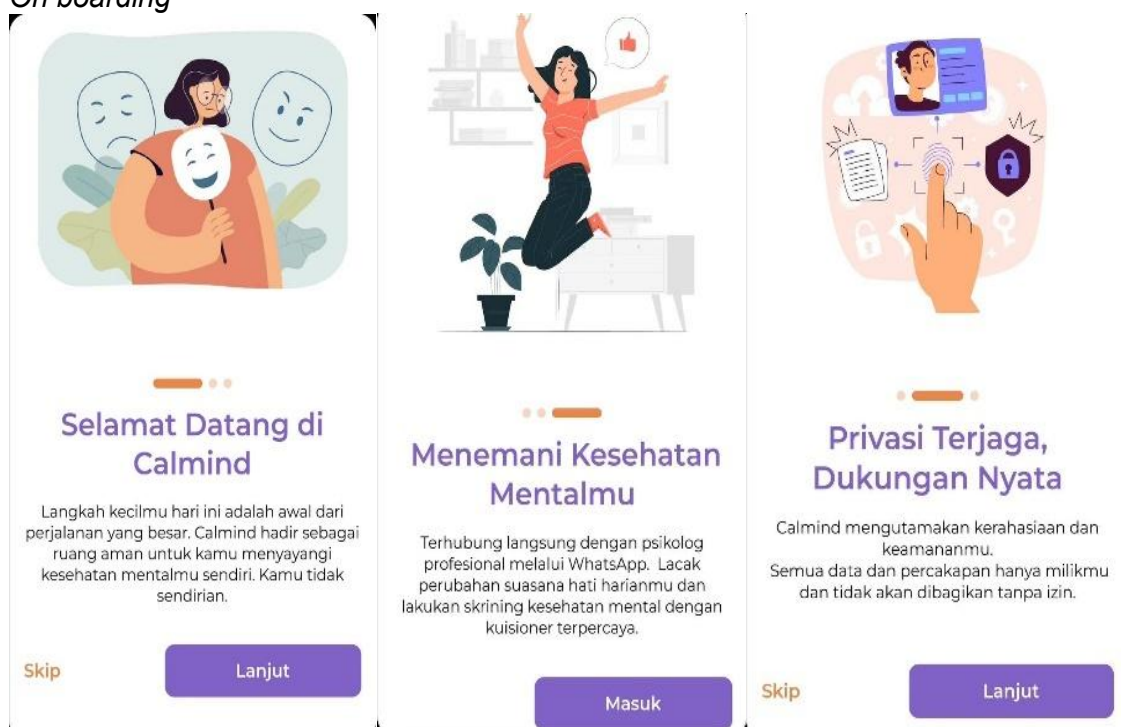 On boarding
Selamat Datang di
Calmind
Langkah kecilmu hari ini adalah awal dari
perjalanan yang besar. Calmind hadir sebagai
ruang aman untuk kamu menyayangi
kesehatan mentalmu sendiri. Kamu tidak
sendirian.
Skip
Lanjut
Menemani Kesehatan
Mentalmu
Terhubung langsung dengan psikolog
profesional melalui WhatsApp. Lacak
perubahan suasana hati harianmu dan
lakukan skrining kesehatan mental dengan
kuisioner terpercaya.
Masuk
Privasi Terjaga,
Dukungan Nyata
Calmind mengutamakan kerahasiaan dan
keamananmu.
Semua data dan percakapan hanya milikmu
dan tidak akan dibagikan tanpa izin.
Skip
Lanjut